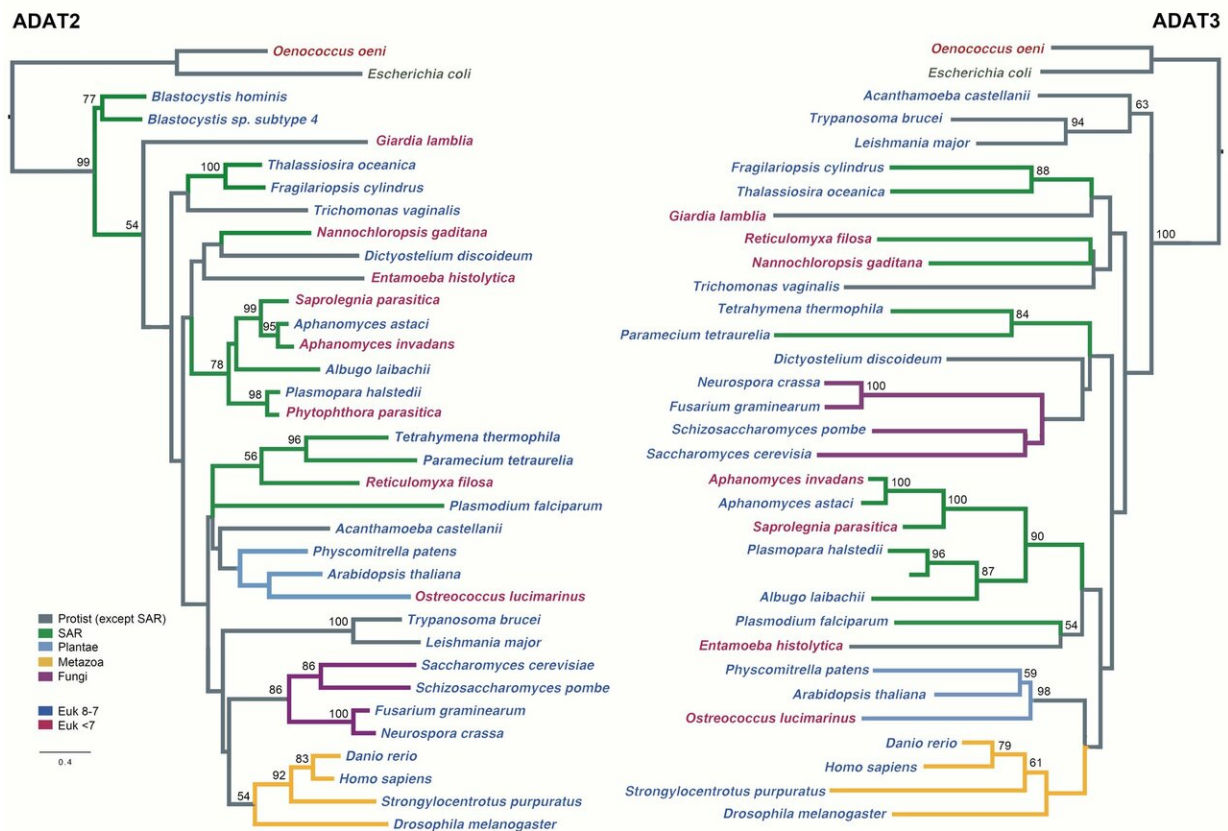 ADAT2
ADAT3
Oenococcus oeni
Escherichia coli
77
Blastocystis hominis
Blastocystis sp. subtype 4
99
Giardia lamblia
100
Thalassiosira oceanica
Fragilariopsis cylindrus
54
Trichomonas vaginalis
Nannochloropsis gaditana
Dictyostelium discoideum
Entamoeba histolytica
99
Saprolegnia parasitica
95
Aphanomyces astaci
Aphanomyces invadans
78
Albugo laibachii
98
Plasmopara halstedii
Phytophthora parasitica
96
Tetrahymena thermophila
56
Paramecium tetraurelia
Reticulomyxa filosa
Plasmodium falciparum
Acanthamoeba castellanii
Physcomitrella patens
Arabidopsis thaliana
Ostreococcus lucimarinus
100
Trypanosoma brucei
Leishmania major
86
Saccharomyces cerevisiae
86
Schizosaccharomyces pombe
100
Fusarium graminearum
Neurospora crassa
83
Danio rerio
92
Homo sapiens
54
Strongylocentrotus purpuratus
Drosophila melanogaster
Protist (except SAR)
SAR
Plantae
Metazoa
Fungi
Euk 8-7
Euk <7
0.4
Oenococcus oeni
Escherichia coli
Acanthamoeba castellanii
63
Trypanosoma brucei
94
Leishmania major
Fragilariopsis cylindrus
88
Thalassiosira oceanica
Giardia lamblia
100
Reticulomyxa filosa
Nannochloropsis gaditana
Trichomonas vaginalis
Tetrahymena thermophila
84
Paramecium tetraurelia
Dictyostelium discoideum
Neurospora crassa
100
Fusarium graminearum
Schizosaccharomyces pombe
Saccharomyces cerevisia
Aphanomyces invadans
100
Aphanomyces astaci
100
Saprolegnia parasitica
90
Plasmopara halstedii
96
87
Albugo laibachii
Plasmodium falciparum
54
Entamoeba histolytica
Physcomitrella patens
59
Arabidopsis thaliana
98
Ostreococcus lucimarinus
Danio rerio
79
Homo sapiens
61
Strongylocentrotus purpuratus
Drosophila melanogaster